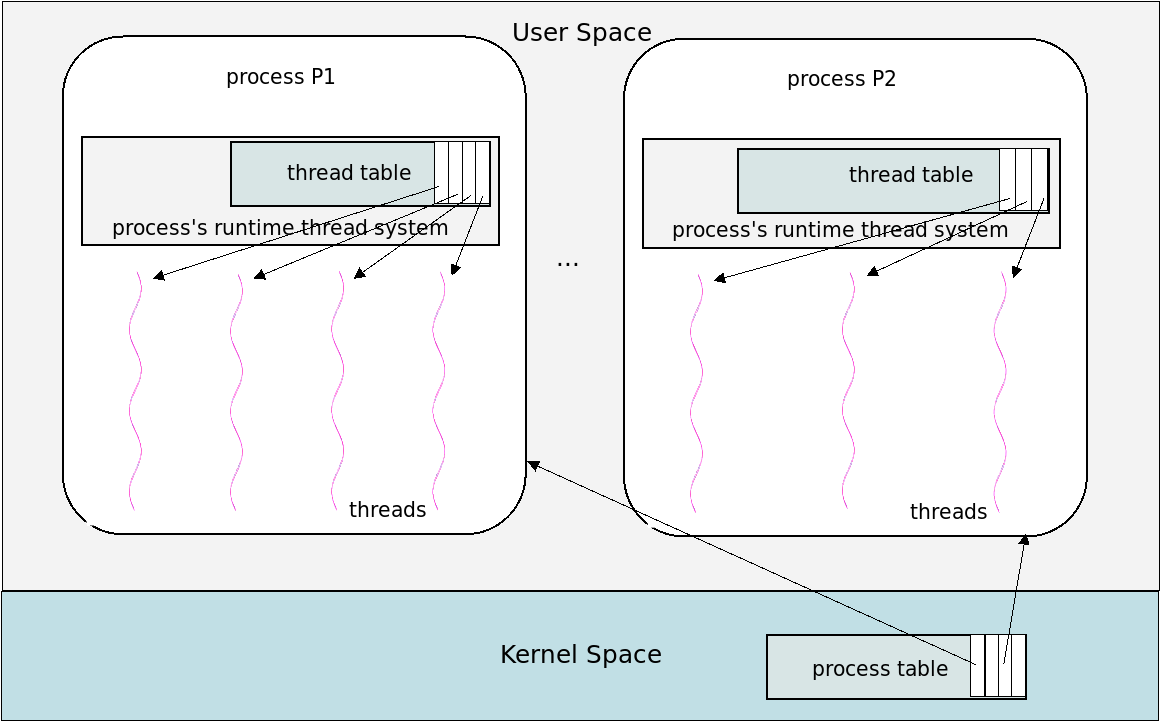 User Space
process P1
thread table
process's runtime thread system
threads
...
process P2
thread table
process's runtime thread system
threads
Kernel Space
process table